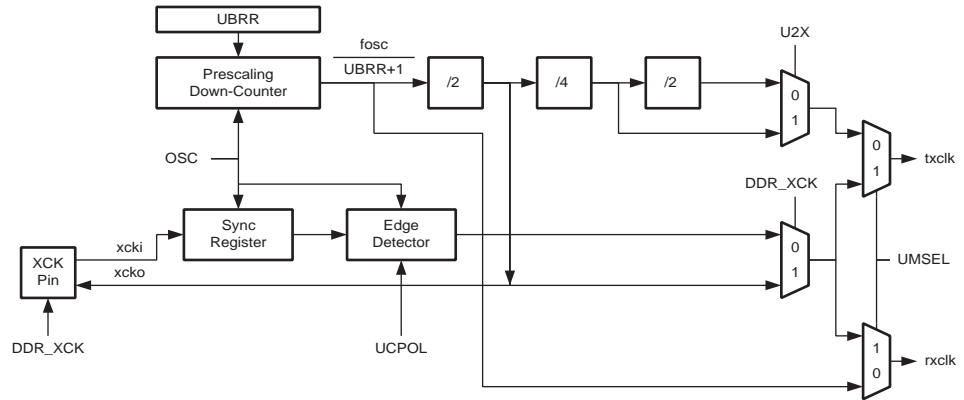 UBRR
U2X
fosc
UBRR+1
Prescaling
Down-Counter
/2
/4
/2
0
1
OSC
0
1
txclk
DDR_XCK
Sync
Register
Edge
Detector
xcki
xcko
XCK
Pin
0
1
UMSEL
DDR_XCK
UCPOL
1
0
rxclk